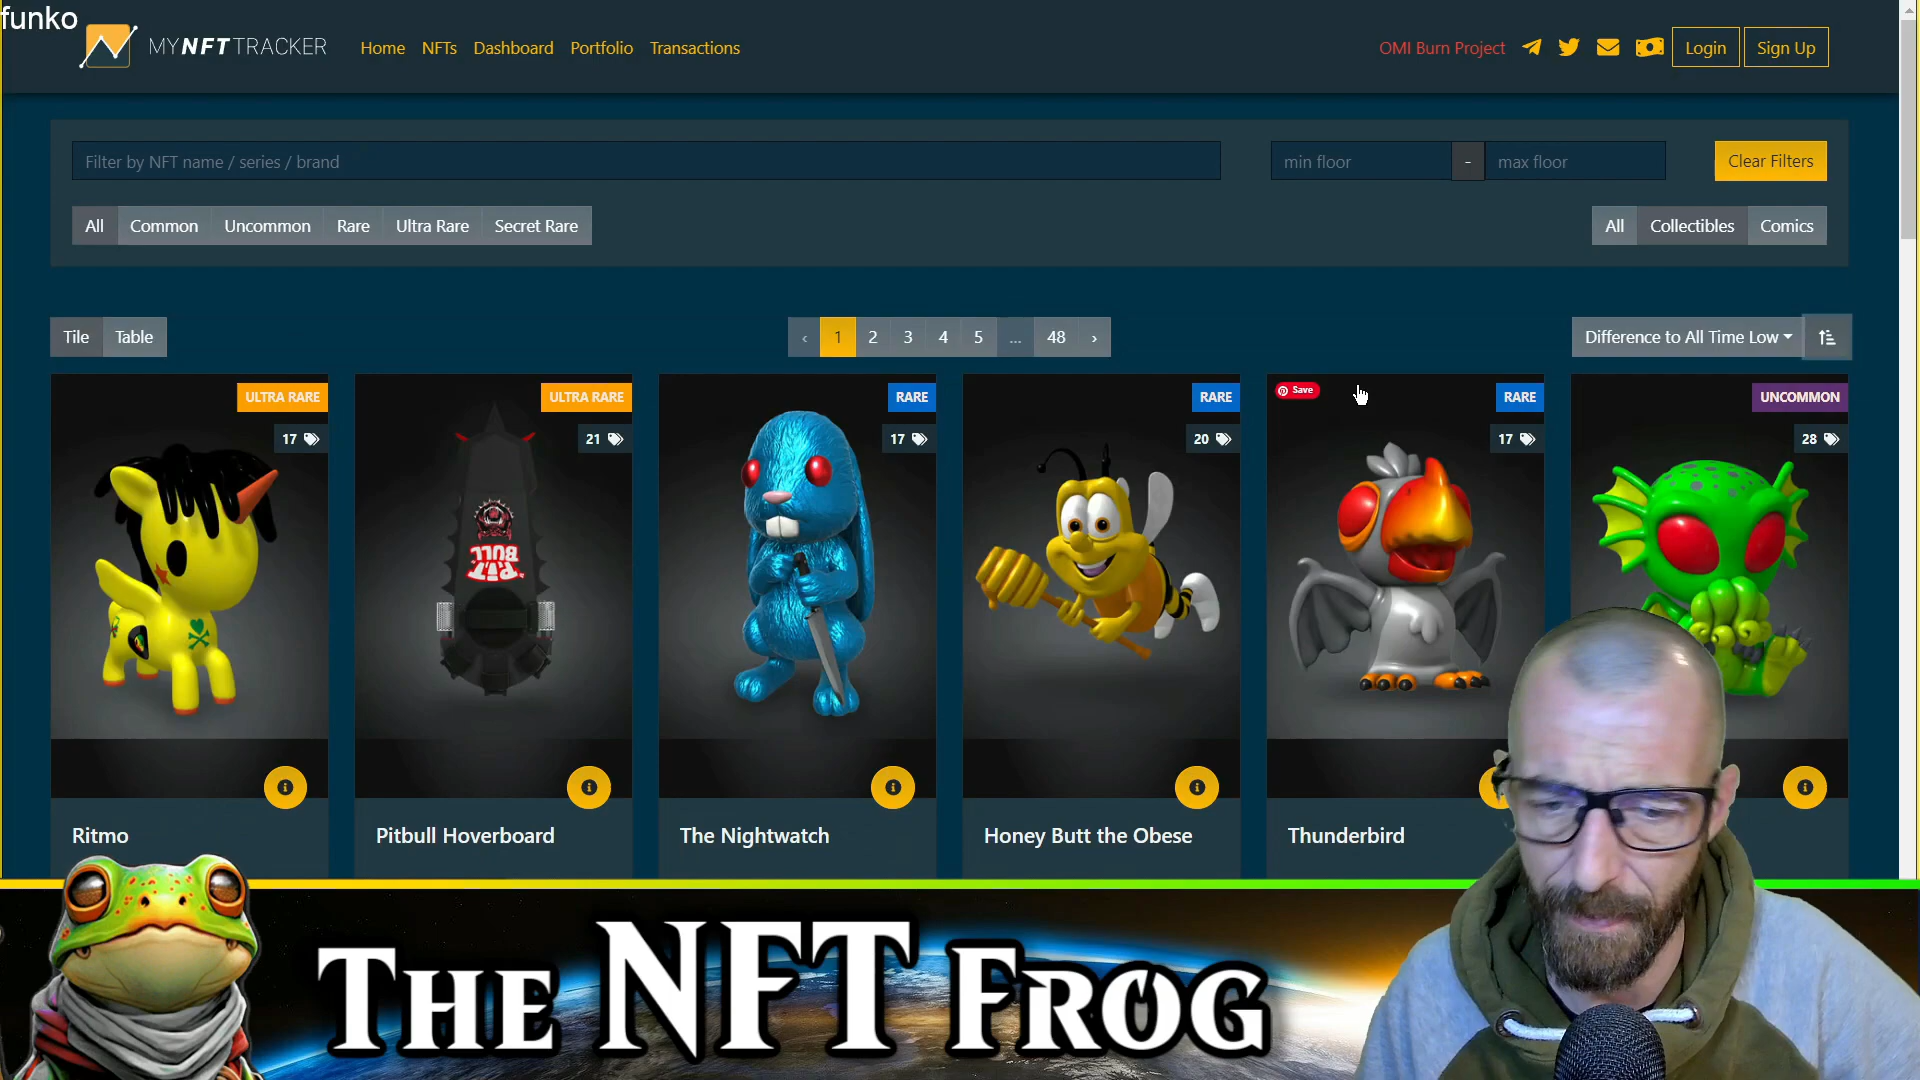 funko
MYNFTTRACKER
Home NFTs Dashboard Portfolio Transactions
OMI Burn Project
Login
Sign Up
Filter by NFT name / series / brand
min floor - max floor
Clear Filters
All Common Uncommon Rare Ultra Rare Secret Rare
All Collectibles Comics
Tile Table
‹ 1 2 3 4 5 ... 48 ›
Difference to All Time Low
ULTRA RARE
17
ULTRA RARE
21
PIT
BULL
RARE
17
RARE
20
Save
RARE
17
UNCOMMON
28
Ritmo
Pitbull Hoverboard
The Nightwatch
Honey Butt the Obese
Thunderbird
THE NFT FROG